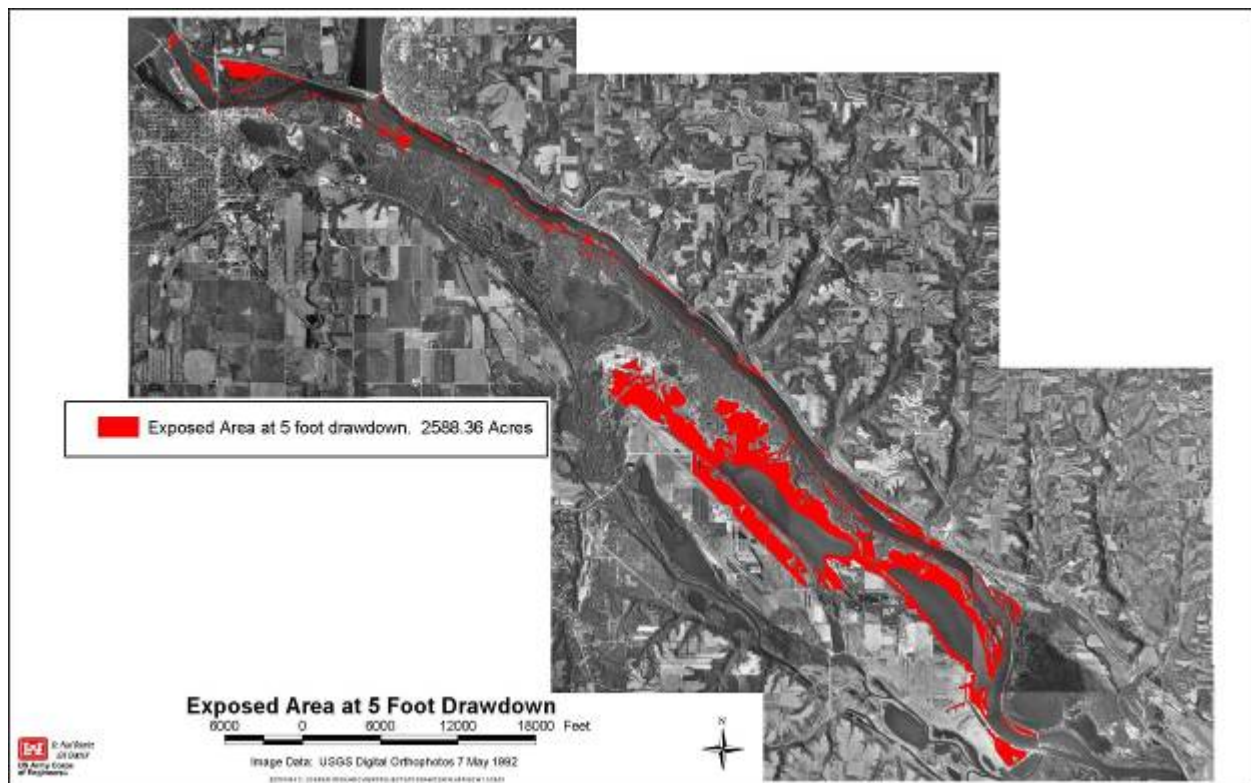 Exposed Area at 5 foot drawdown. 2588.36 Acres
Exposed Area at 5 Foot Drawdown
6000 0 6000 12000 18000 Feet
Image Data: USGS Digital Orthophotos 7 May 1992
N
US Army Corps
of Engineers